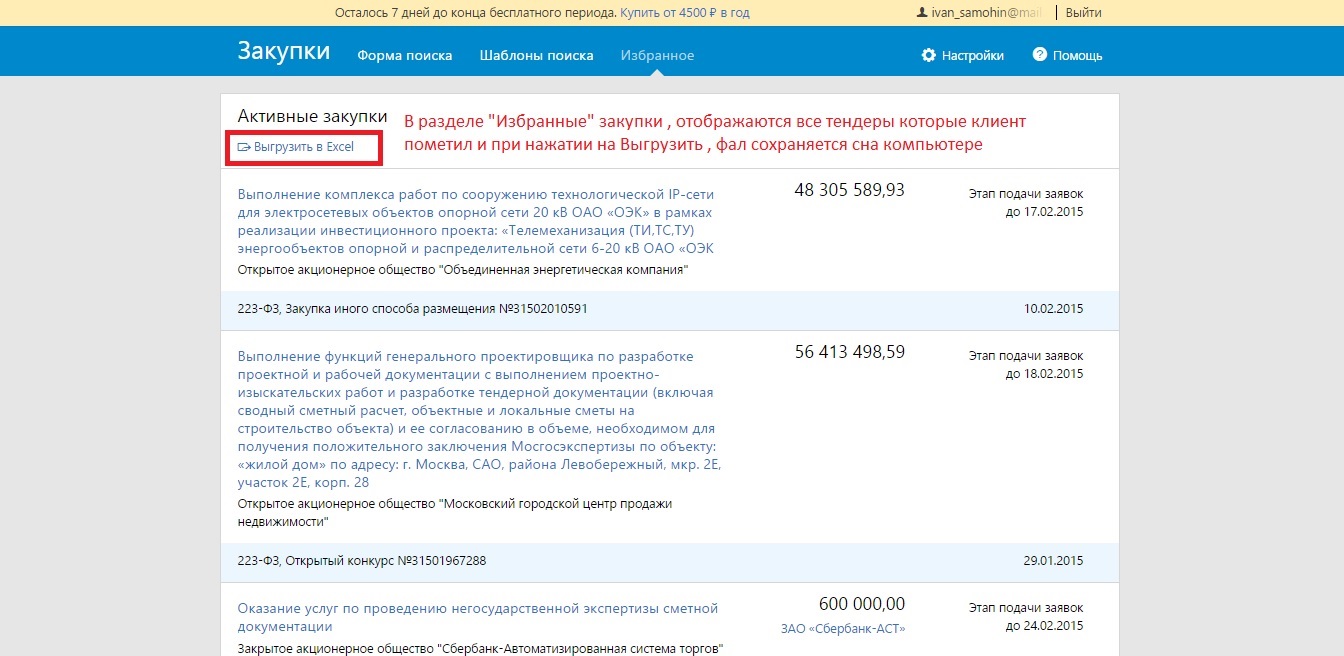 Осталось 7 дней до конца бесплатного периода. Купить от 4500 ₽ в год
ivan_samohin@mail
Выйти
Закупки
Форма поиска
Шаблоны поиска
Избранное
Настройки
Помощь
Активные закупки
Выгрузить в Excel
В разделе "Избранные" закупки , отображаются все тендеры которые клиент
пометил и при нажатии на Выгрузить , фал сохраняется сна компьютере
Выполнение комплекса работ по сооружению технологической IP-сети
для электросетевых объектов опорной сети 20 кВ ОАО «ОЭК» в рамках
реализации инвестиционного проекта: «Телемеханизация (ТИ,ТС,ТУ)
энергообъектов опорной и распределительной сети 6-20 кВ ОАО «ОЭК
Открытое акционерное общество "Объединенная энергетическая компания"
48 305 589,93
Этап подачи заявок
до 17.02.2015
223-ФЗ, Закупка иного способа размещения №31502010591
10.02.2015
Выполнение функций генерального проектировщика по разработке
проектной и рабочей документации с выполнением проектно-
изыскательских работ и разработке тендерной документации (включая
сводный сметный расчет, объектные и локальные сметы на
строительство объекта) и ее согласованию в объеме, необходимом для
получения положительного заключения Мосгосэкспертизы по объекту:
«жилой дом» по адресу: г. Москва, САО, района Левобережный, мкр. 2Е,
участок 2Е, корп. 28
Открытое акционерное общество "Московский городской центр продажи
недвижимости"
56 413 498,59
Этап подачи заявок
до 18.02.2015
223-ФЗ, Открытый конкурс №31501967288
29.01.2015
Оказание услуг по проведению негосударственной экспертизы сметной
документации
Закрытое акционерное общество "Сбербанк-Автоматизированная система торгов"
600 000,00
ЗАО «Сбербанк-АСТ»
Этап подачи заявок
до 24.02.2015